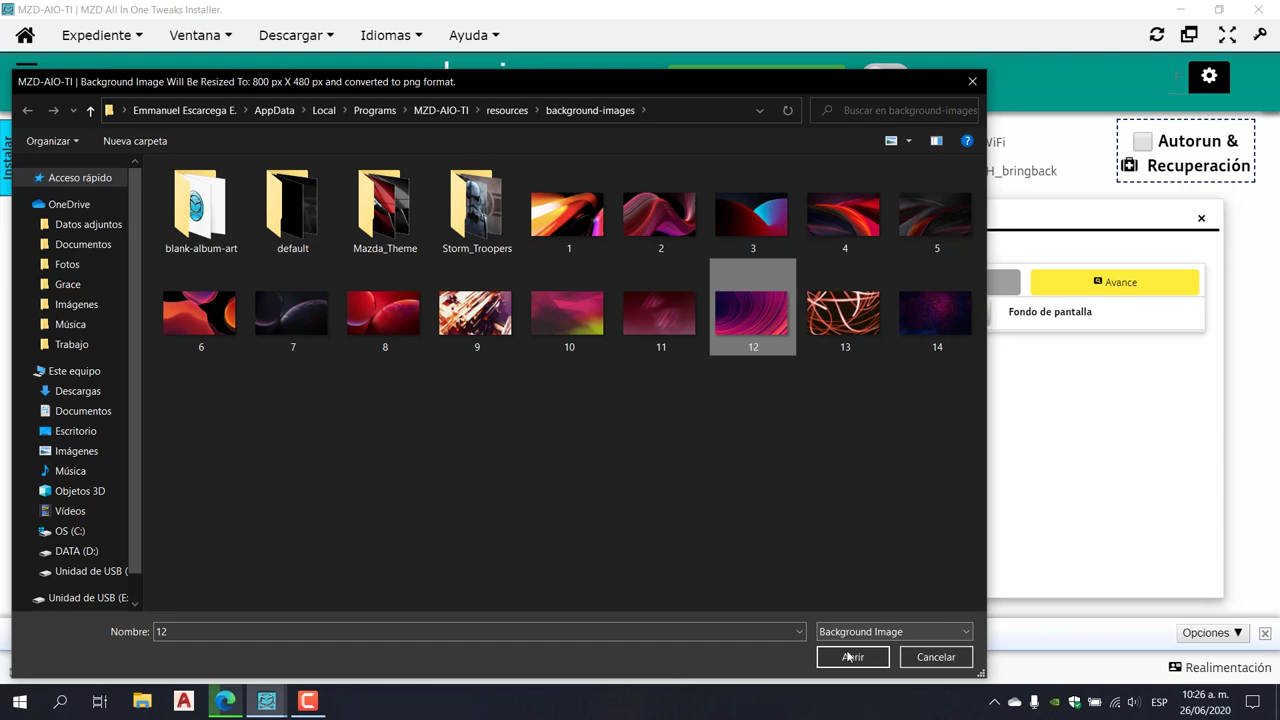 MZD-AIO-TI | MZD All In One Tweaks Installer.
Expediente Ventana Descargar Idiomas Ayuda
MZD-AIO-TI | Background Image Will Be Resized To: 800 px X 480 px and converted to png format.
Emmanuel Escarcega E. > AppData > Local > Programs > MZD-AIO-TI > resources > background-images >
Buscar en background-images
Organizar Nueva carpeta
Instalar
WiFi
H_bringback
Autorun &
Recuperación
Acceso rápido
OneDrive
Datos adjuntos
Documentos
Fotos
Grace
Imágenes
Música
Trabajo
Este equipo
Descargas
Documentos
Escritorio
Imágenes
Música
Objetos 3D
Vídeos
OS (C:)
DATA (D:)
Unidad de USB (
Unidad de USB (E:
blank-album-art default Mazda_Theme Storm_Troopers 1 2 3 4 5
6 7 8 9 10 11 12 13 14
Avance
Fondo de pantalla
Nombre: 12
Background Image
Abrir Cancelar
Opciones ▼
Realimentación
ESP
10:26 a. m.
26/06/2020